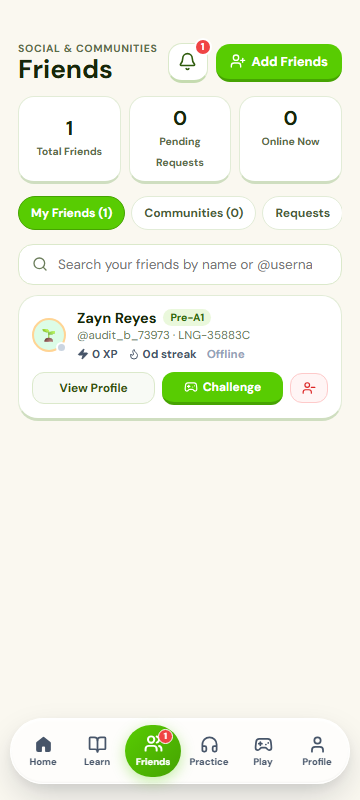 SOCIAL & COMMUNITIES
Friends
1
Add Friends
1
Total Friends
0
Pending
Requests
0
Online Now
My Friends (1)
Communities (0)
Requests
Search your friends by name or @userna
Zayn Reyes
Pre-A1
@audit_b_73973 · LNG-35883C
0 XP
0d streak
Offline
View Profile
Challenge
1
Home
Learn
Friends
Practice
Play
Profile